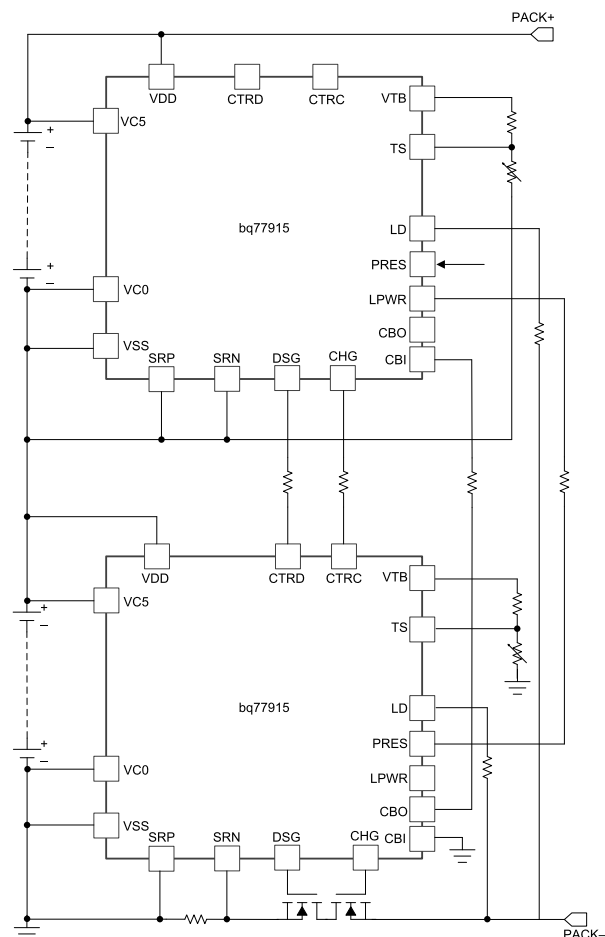 PACK+
VDD
CTRD
CTRC
VTB
VC5
+
−
TS
bq77915
LD
PRES
+
−
VC0
LPWR
CBO
VSS
CBI
SRP
SRN
DSG
CHG
VDD
CTRD
CTRC
VTB
VC5
+
−
TS
bq77915
LD
PRES
+
−
VC0
LPWR
CBO
VSS
CBI
SRP
SRN
DSG
CHG
PACK–